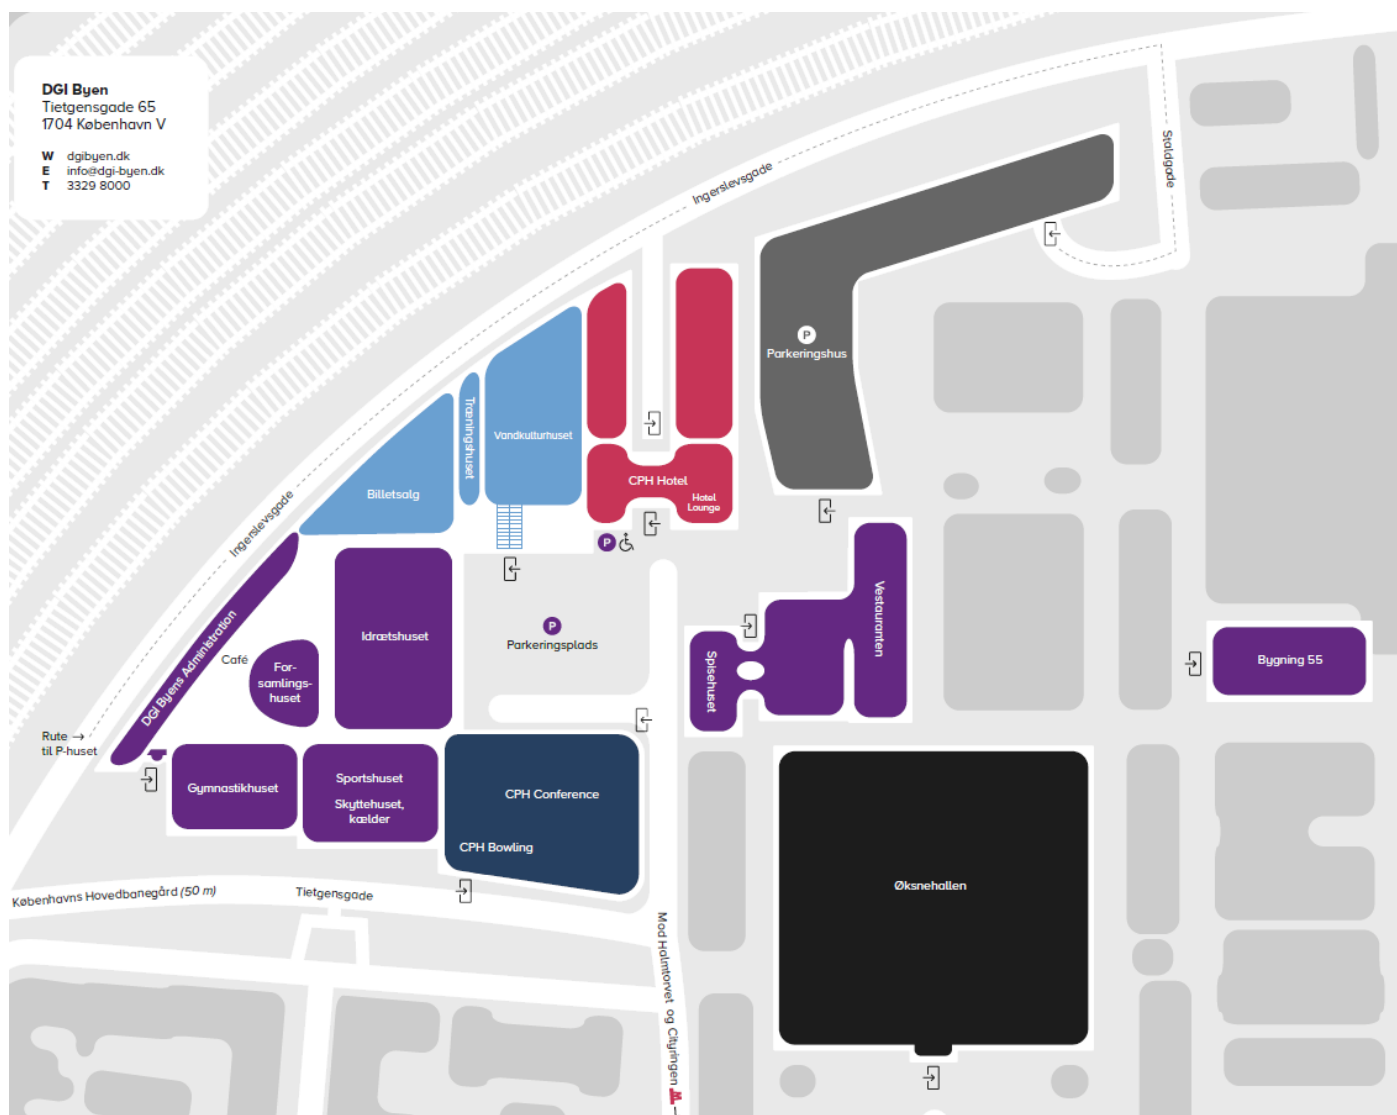 DGI Byen
Tietgensgade 65
1704 København V
W dgibyen.dk
E info@dgi-byen.dk
T 3329 8000
Ingerslevsgade
Staldgade
P
Parkeringshus
Træningshuset
Vandkulturhuset
Billetsalg
CPH Hotel
Hotel
Lounge
Ingerslevsgade
P
DGI Byens Administration
Café
For-
samlings-
huset
Idrætshuset
P
Parkeringsplads
Spisehuset
Vestauranten
Bygning 55
Rute →
til P-huset
Gymnastikhuset
Sportshuset
Skyttehuset,
kælder
CPH Conference
CPH Bowling
Øksnehallen
Københavns Hovedbanegård (50 m)
Tietgensgade
Mod Halmtorvet og Cityringen M →